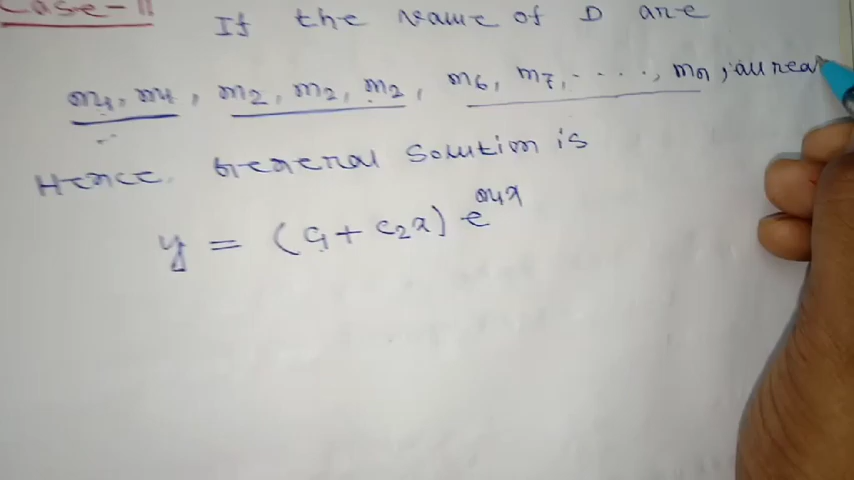 Case-II
If the value of D are
m1, m1, m2, m2, m2, m6, m7, ....., mn, all real
Hence General Solution is
y = (c1 + c2x) e^m1x